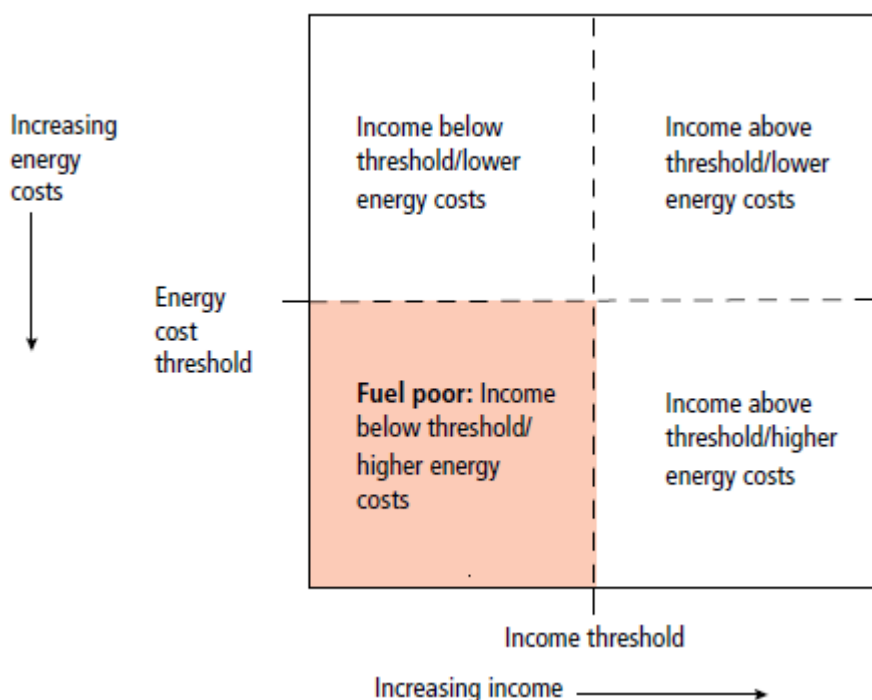 Increasing
energy
costs
Energy
cost
threshold
Income below
threshold/lower
energy costs
Income above
threshold/lower
energy costs
Fuel poor: Income
below threshold/
higher energy
costs
Income above
threshold/higher
energy costs
Income threshold
Increasing income